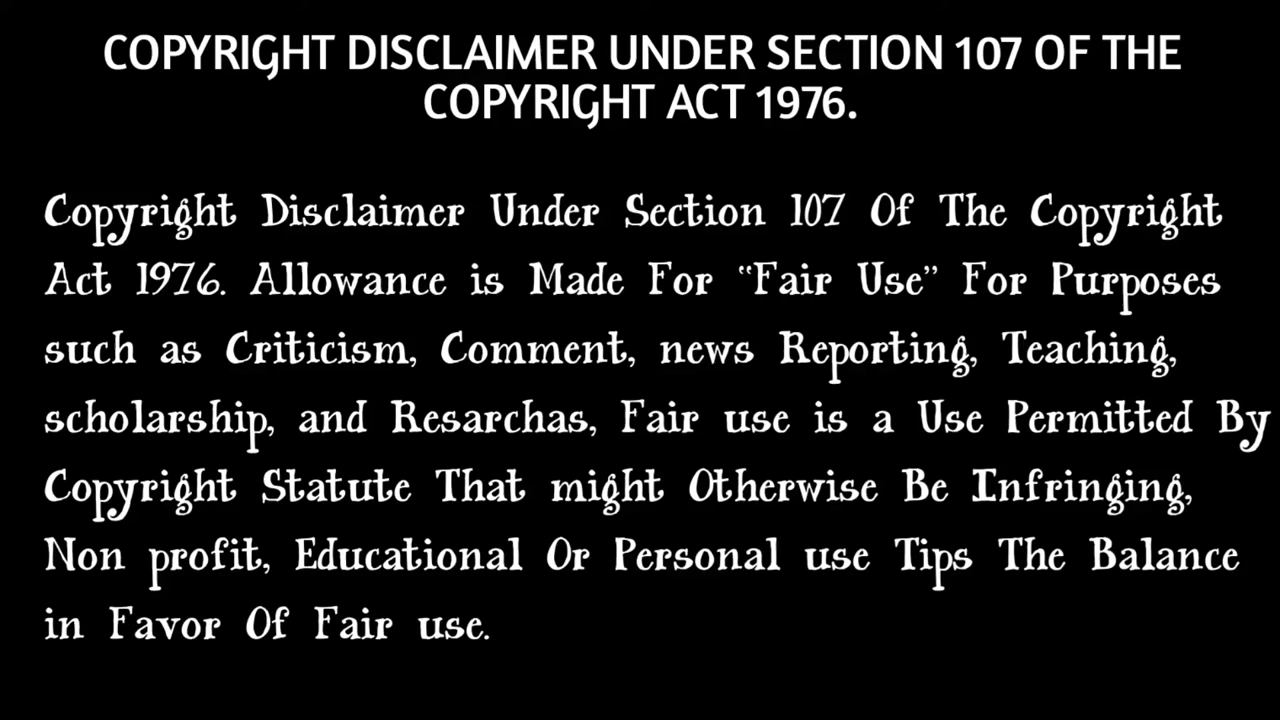 COPYRIGHT DISCLAIMER UNDER SECTION 107 OF THE
COPYRIGHT ACT 1976.
Copyright Disclaimer Under Section 107 Of The Copyright
Act 1976. Allowance is Made For “Fair Use” For Purposes
such as Criticism, Comment, news Reporting, Teaching,
scholarship, and Resarchas, Fair use is a Use Permitted By
Copyright Statute That might Otherwise Be Infringing,
Non profit, Educational Or Personal use Tips The Balance
in Favor Of Fair use.